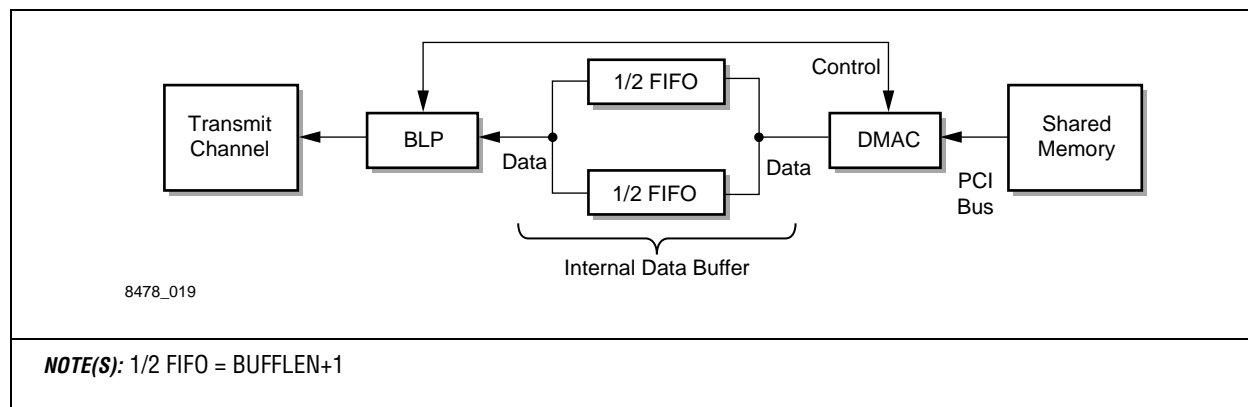 Control
1/2 FIFO
Transmit
Channel
BLP
Data
Data
DMAC
Shared
Memory
1/2 FIFO
PCI
Bus
Internal Data Buffer
8478_019
NOTE(S): 1/2 FIFO = BUFFLEN+1